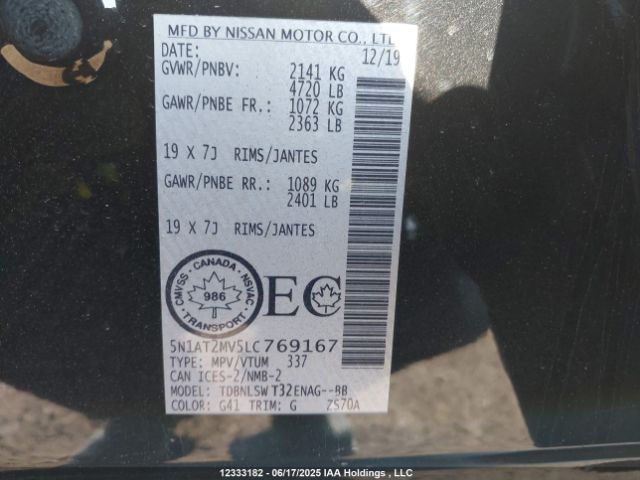 MFD BY NISSAN MOTOR CO., LTD
DATE: 12/19
GVWR/PNBV: 2141 KG
4720 LB
GAWR/PNBE FR.: 1072 KG
2363 LB
19 X 7J RIMS/JANTES
GAWR/PNBE RR.: 1089 KG
2401 LB
19 X 7J RIMS/JANTES
CMVSS · CANADA · NSVAC
986
TRANSPORT
EC
5N1AT2MV5LC769167
TYPE: MPV/VTUM 337
CAN ICES-2/NMB-2
MODEL: TDBNLSW T32ENAG--BB
COLOR: G41 TRIM: G ZS70A
12333182 - 06/17/2025 IAA Holdings , LLC